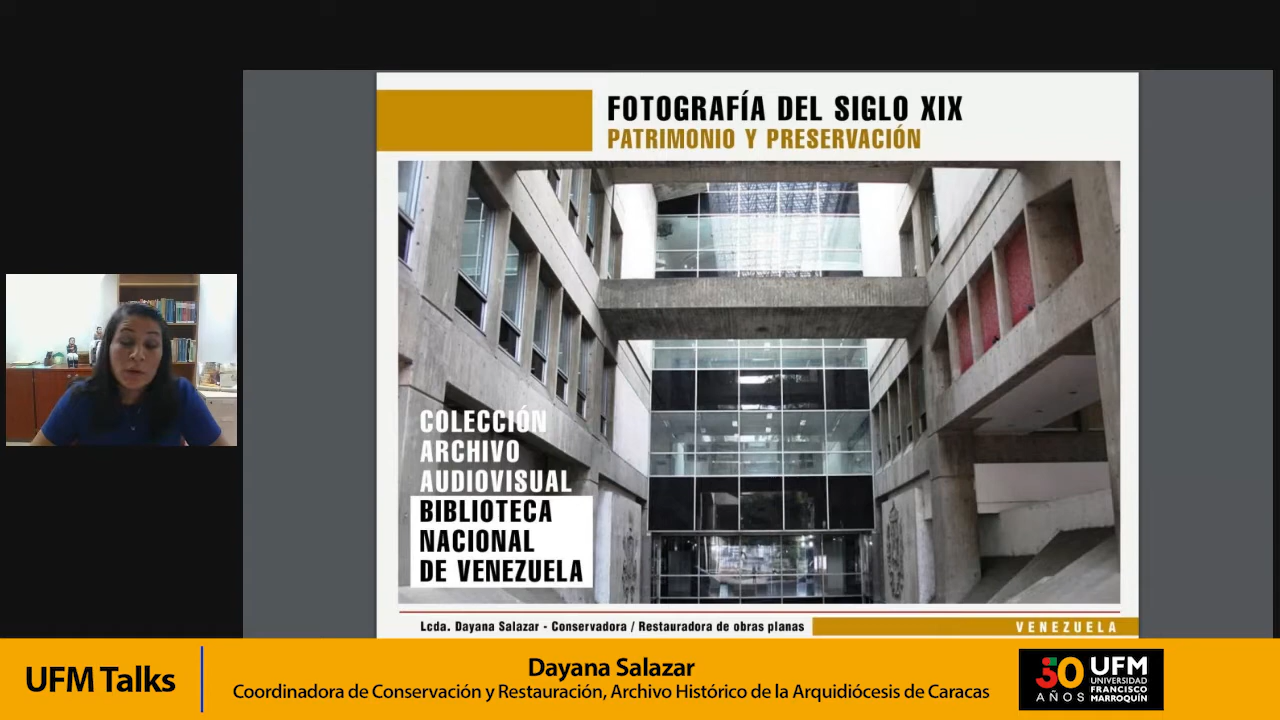 FOTOGRAFÍA DEL SIGLO XIX
PATRIMONIO Y PRESERVACIÓN
COLECCIÓN
ARCHIVO
AUDIOVISUAL
BIBLIOTECA
NACIONAL
DE VENEZUELA
Lcda. Dayana Salazar - Conservadora / Restauradora de obras planas
VENEZUELA
UFM Talks
Dayana Salazar
Coordinadora de Conservación y Restauración, Archivo Histórico de la Arquidiócesis de Caracas
50
AÑOS
UFM
UNIVERSIDAD
FRANCISCO
MARROQUÍN